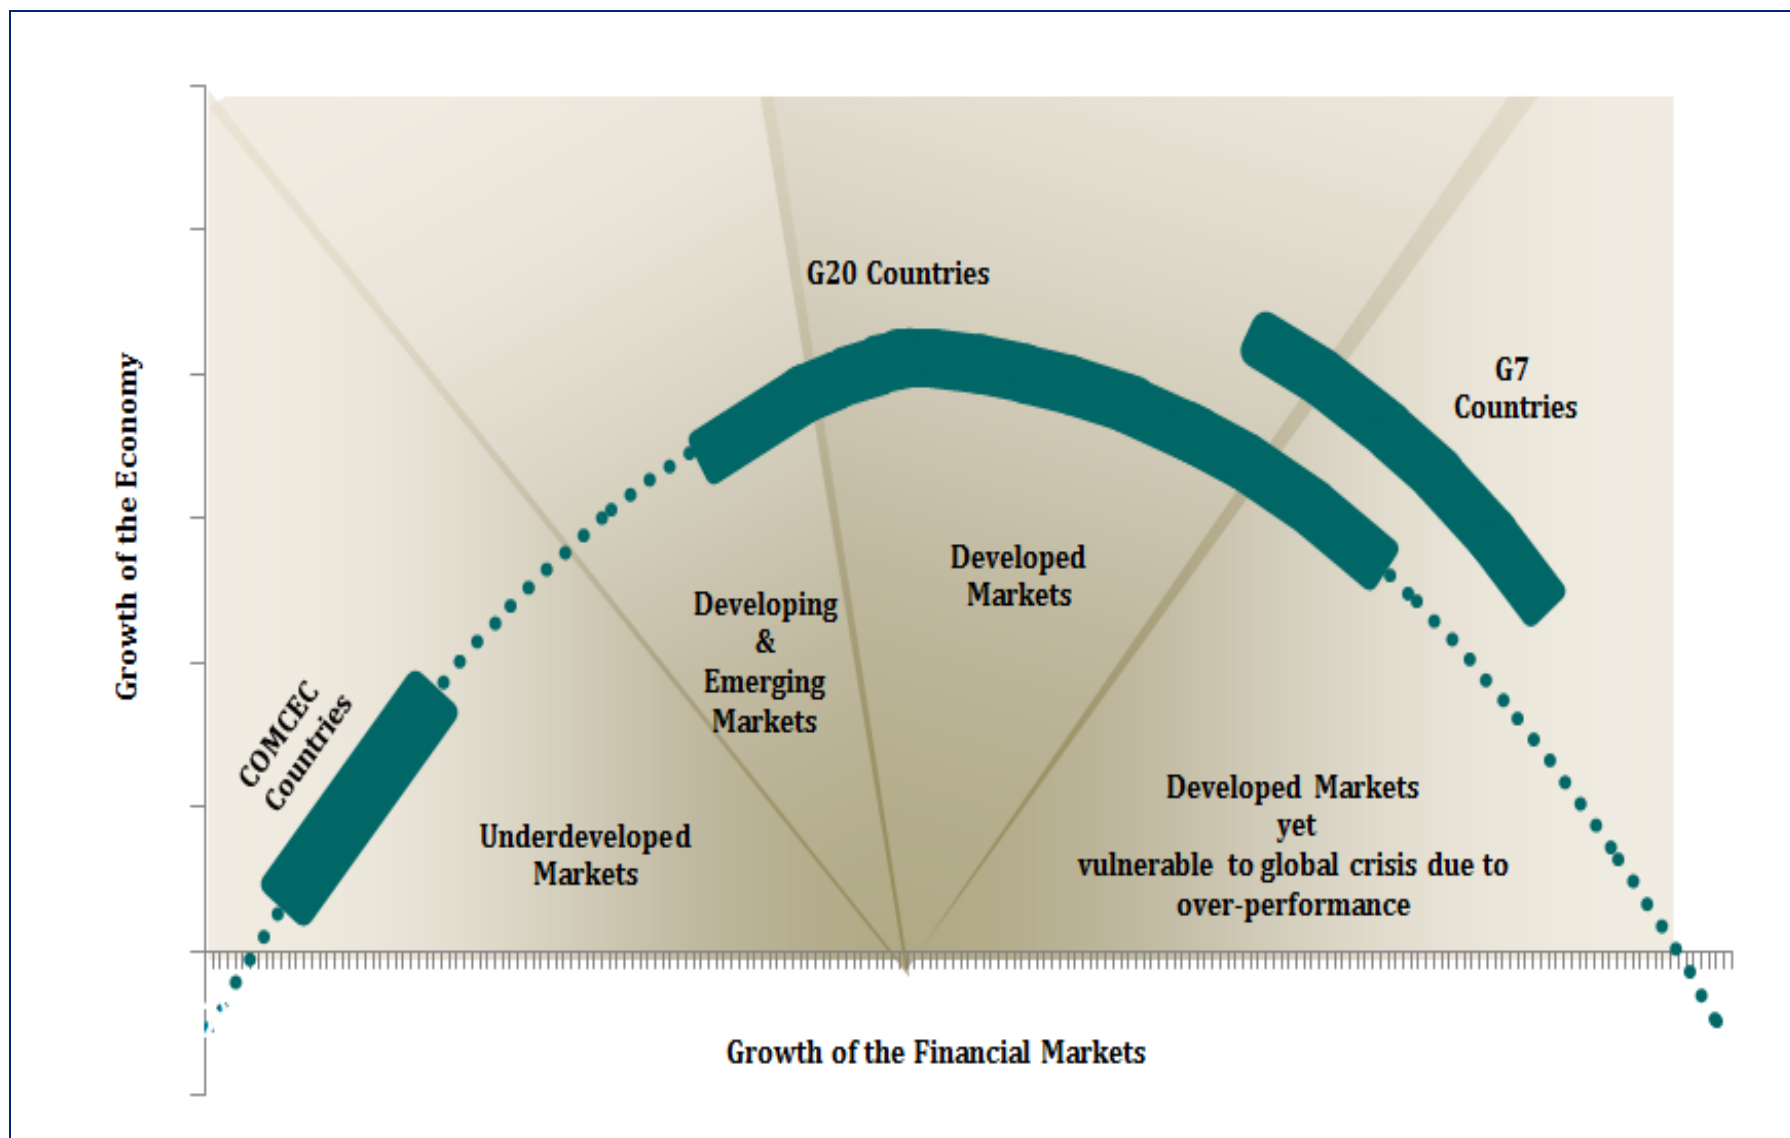 G20 Countries
G7
Countries
Growth of the Economy
Developed
Markets
Developing
&
Emerging
Markets
COMCEC
Countries
Underdeveloped
Markets
Developed Markets
yet
vulnerable to global crisis due to
over-performance
Growth of the Financial Markets